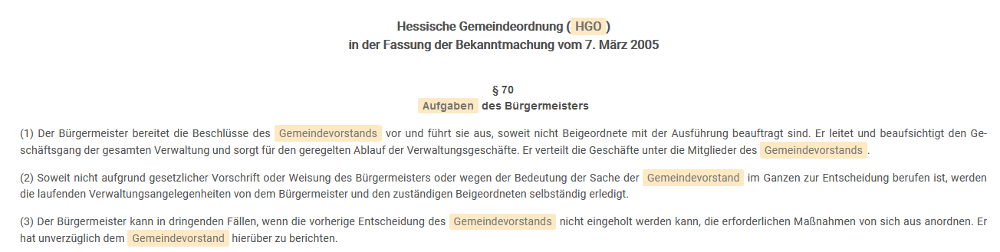 Hessische Gemeindeordnung ( HGO )
in der Fassung der Bekanntmachung vom 7. März 2005
§ 70
Aufgaben des Bürgermeisters
(1) Der Bürgermeister bereitet die Beschlüsse des Gemeindevorstands vor und führt sie aus, soweit nicht Beigeordnete mit der Ausführung beauftragt sind. Er leitet und beaufsichtigt den Ge-
schäftsgang der gesamten Verwaltung und sorgt für den geregelten Ablauf der Verwaltungsgeschäfte. Er verteilt die Geschäfte unter die Mitglieder des Gemeindevorstands .
(2) Soweit nicht aufgrund gesetzlicher Vorschrift oder Weisung des Bürgermeisters oder wegen der Bedeutung der Sache der Gemeindevorstand im Ganzen zur Entscheidung berufen ist, werden
die laufenden Verwaltungsangelegenheiten von dem Bürgermeister und den zuständigen Beigeordneten selbständig erledigt.
(3) Der Bürgermeister kann in dringenden Fällen, wenn die vorherige Entscheidung des Gemeindevorstands nicht eingeholt werden kann, die erforderlichen Maßnahmen von sich aus anordnen. Er
hat unverzüglich dem Gemeindevorstand hierüber zu berichten.